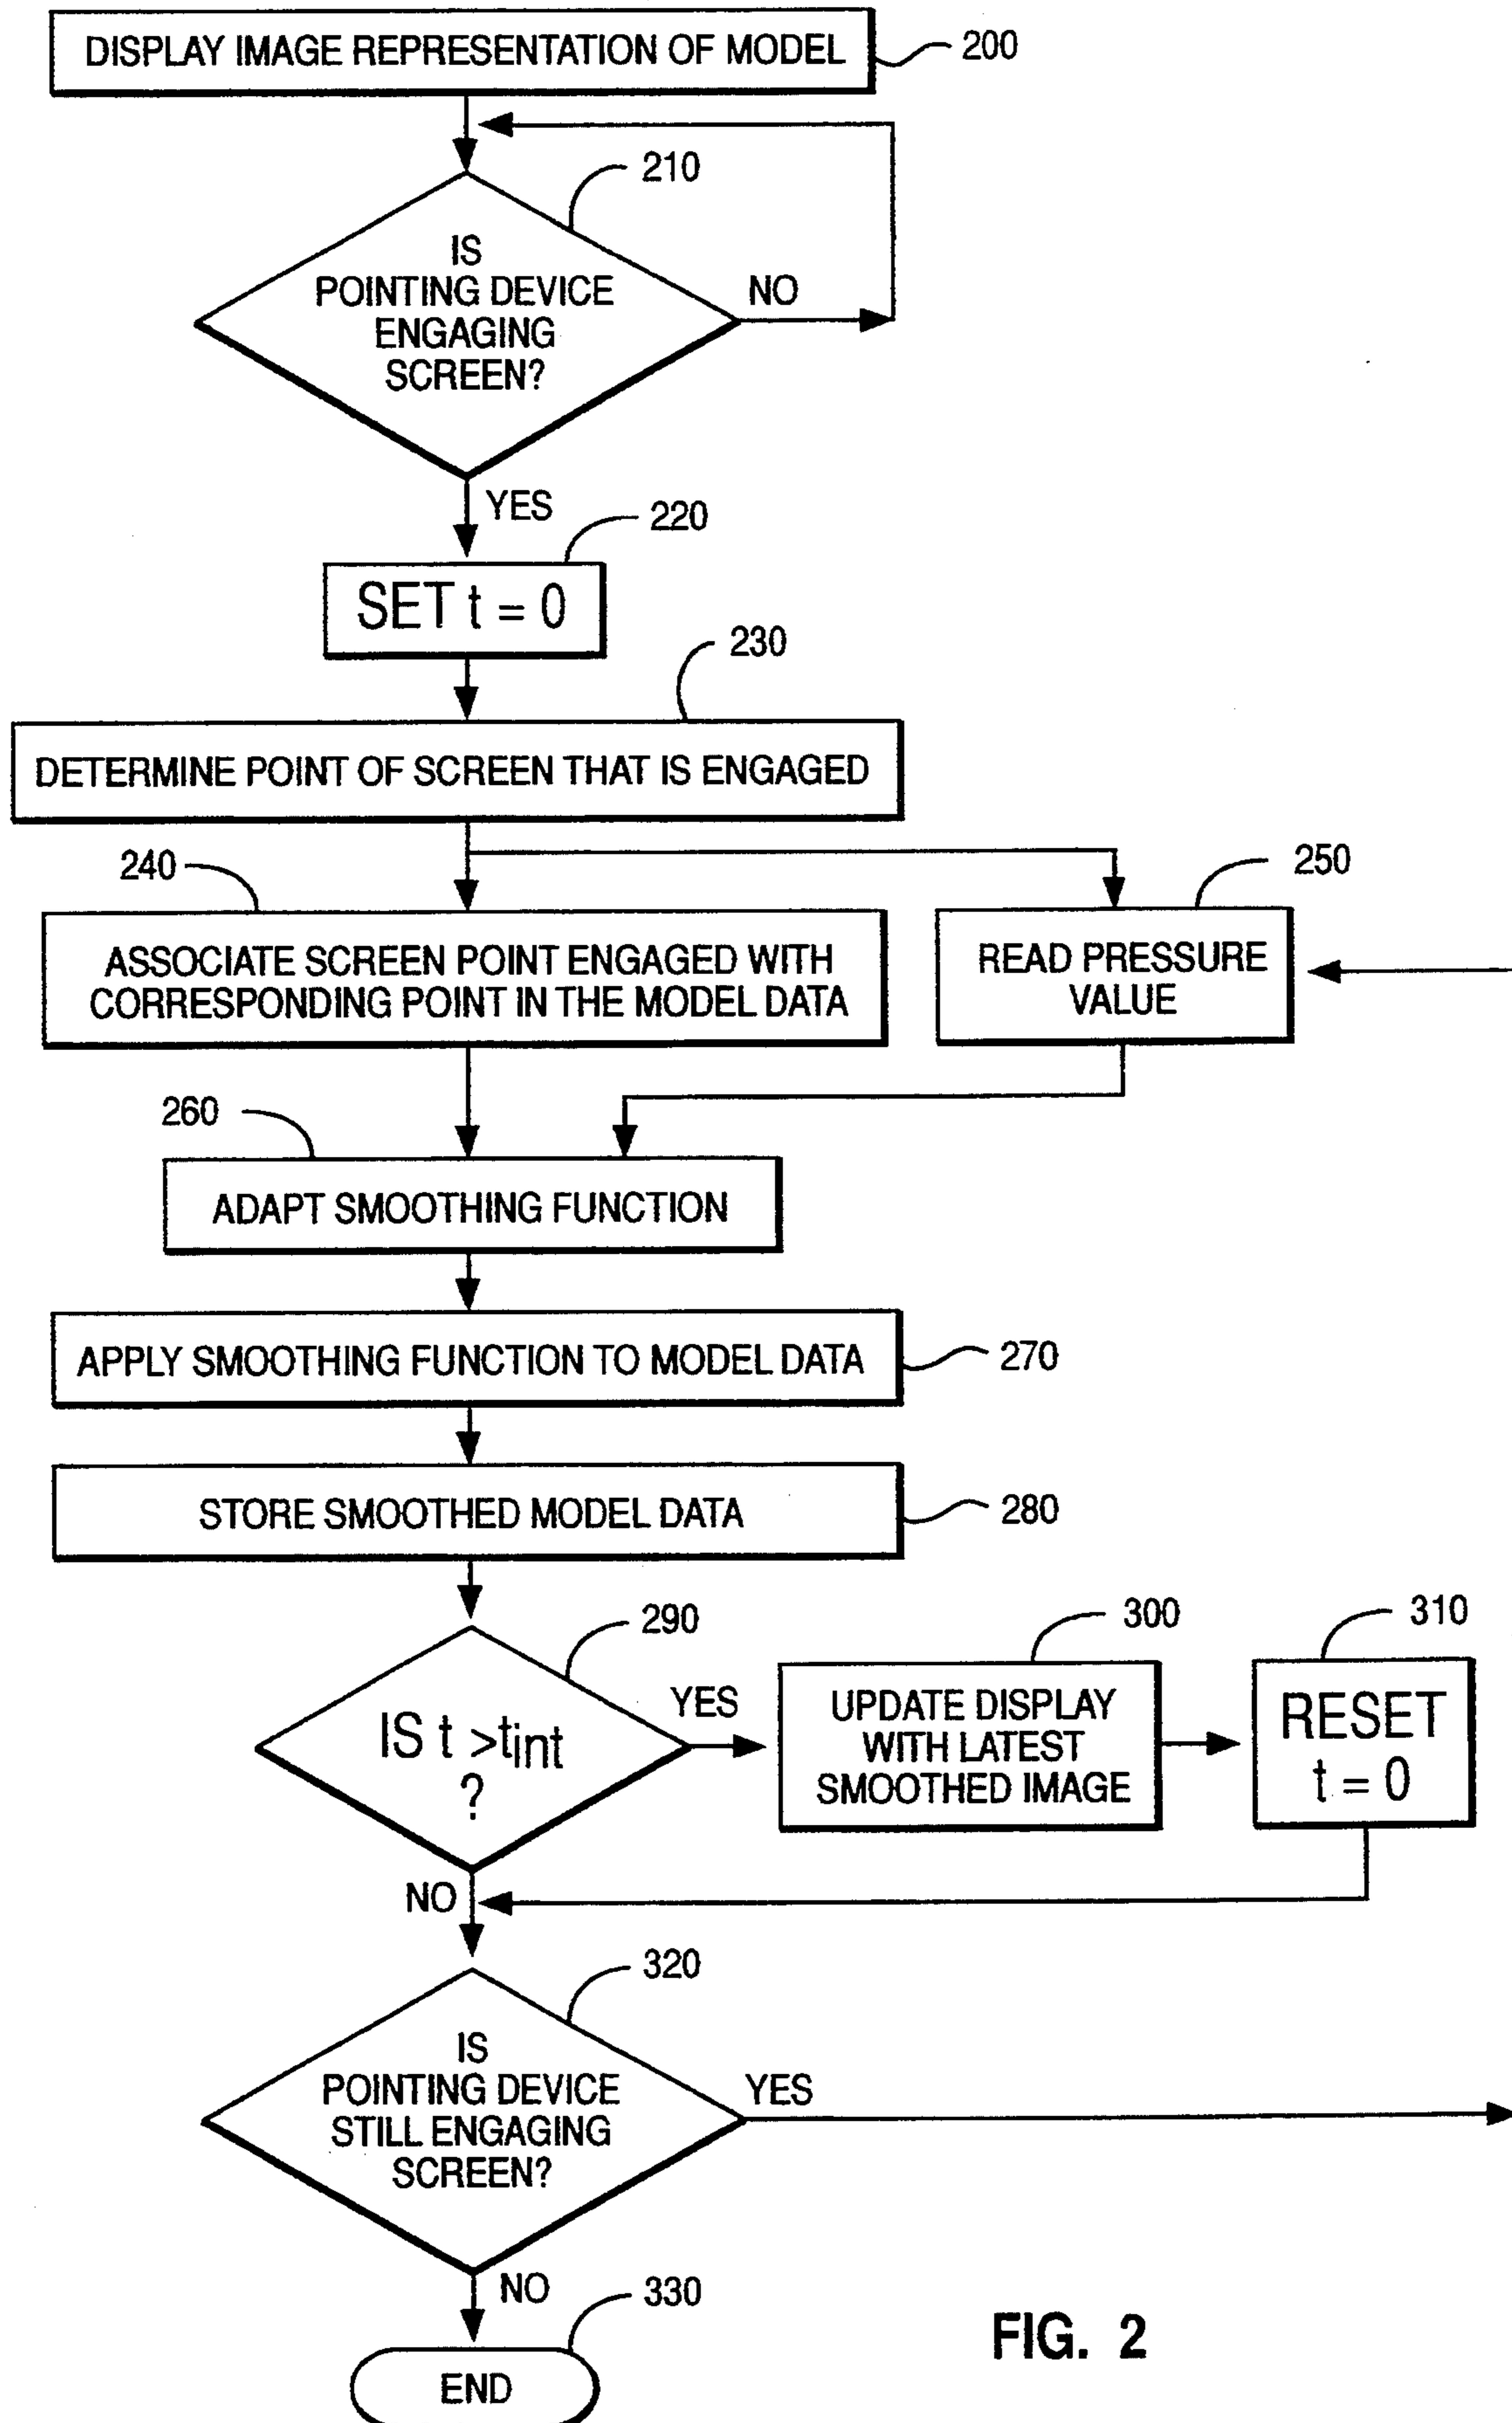 DISPLAY IMAGE REPRESENTATION OF MODEL
200
210
IS
POINTING DEVICE
ENGAGING
SCREEN?
NO
YES
220
SET t = 0
230
DETERMINE POINT OF SCREEN THAT IS ENGAGED
240
250
ASSOCIATE SCREEN POINT ENGAGED WITH
CORRESPONDING POINT IN THE MODEL DATA
READ PRESSURE
VALUE
260
ADAPT SMOOTHING FUNCTION
APPLY SMOOTHING FUNCTION TO MODEL DATA
270
STORE SMOOTHED MODEL DATA
280
290
IS t >tint
?
YES
300
UPDATE DISPLAY
WITH LATEST
SMOOTHED IMAGE
310
RESET
t = 0
NO
320
IS
POINTING DEVICE
STILL ENGAGING
SCREEN?
YES
NO
330
END
FIG. 2